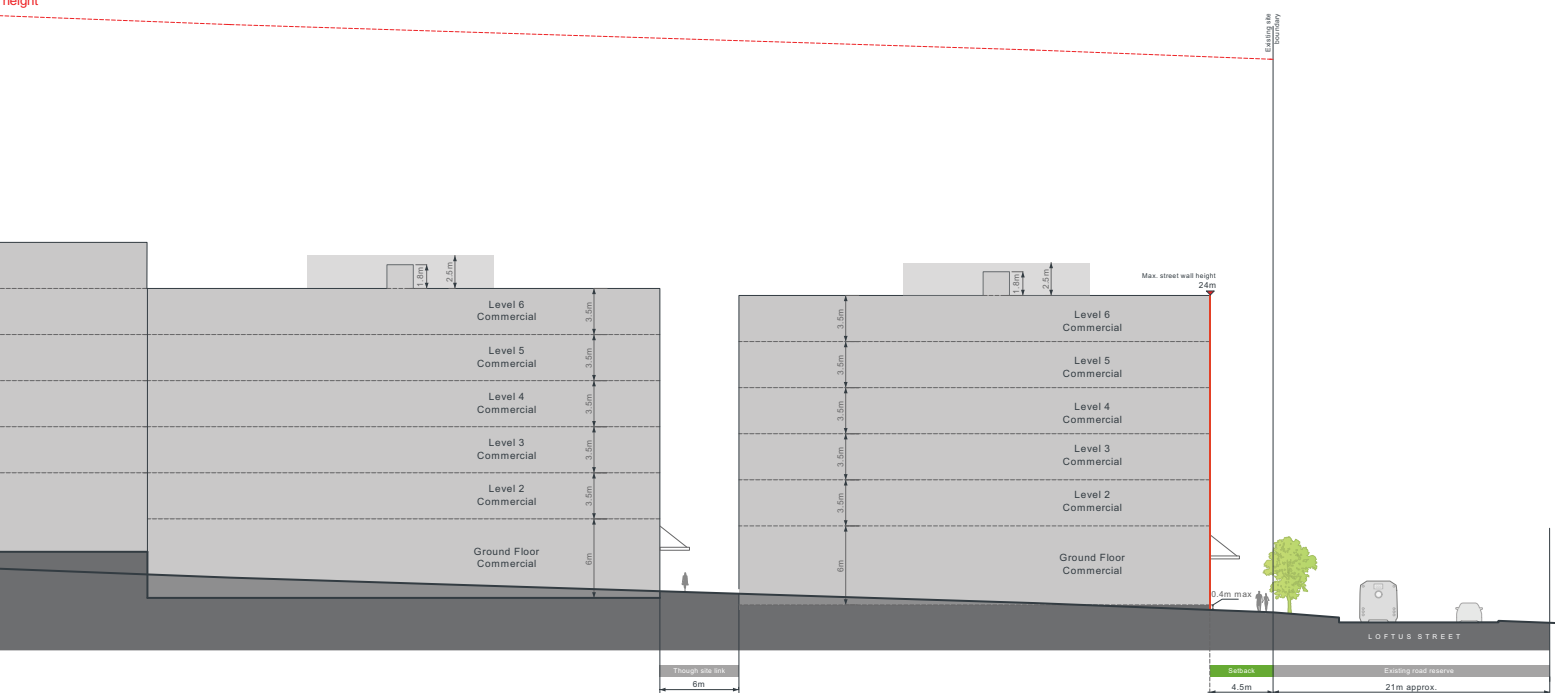 height
Existing site
boundary
Max. street wall height
24m
1.8m
2.5m
1.8m
2.5m
Level 6
Commercial
3.5m
Level 5
Commercial
3.5m
Level 4
Commercial
3.5m
Level 3
Commercial
3.5m
Level 2
Commercial
3.5m
Ground Floor
Commercial
6m
3.5m
Level 6
Commercial
3.5m
Level 5
Commercial
3.5m
Level 4
Commercial
3.5m
Level 3
Commercial
3.5m
Level 2
Commercial
6m
Ground Floor
Commercial
0.4m max
LOFTUS STREET
Though site link
6m
Setback
4.5m
Existing road reserve
21m approx.